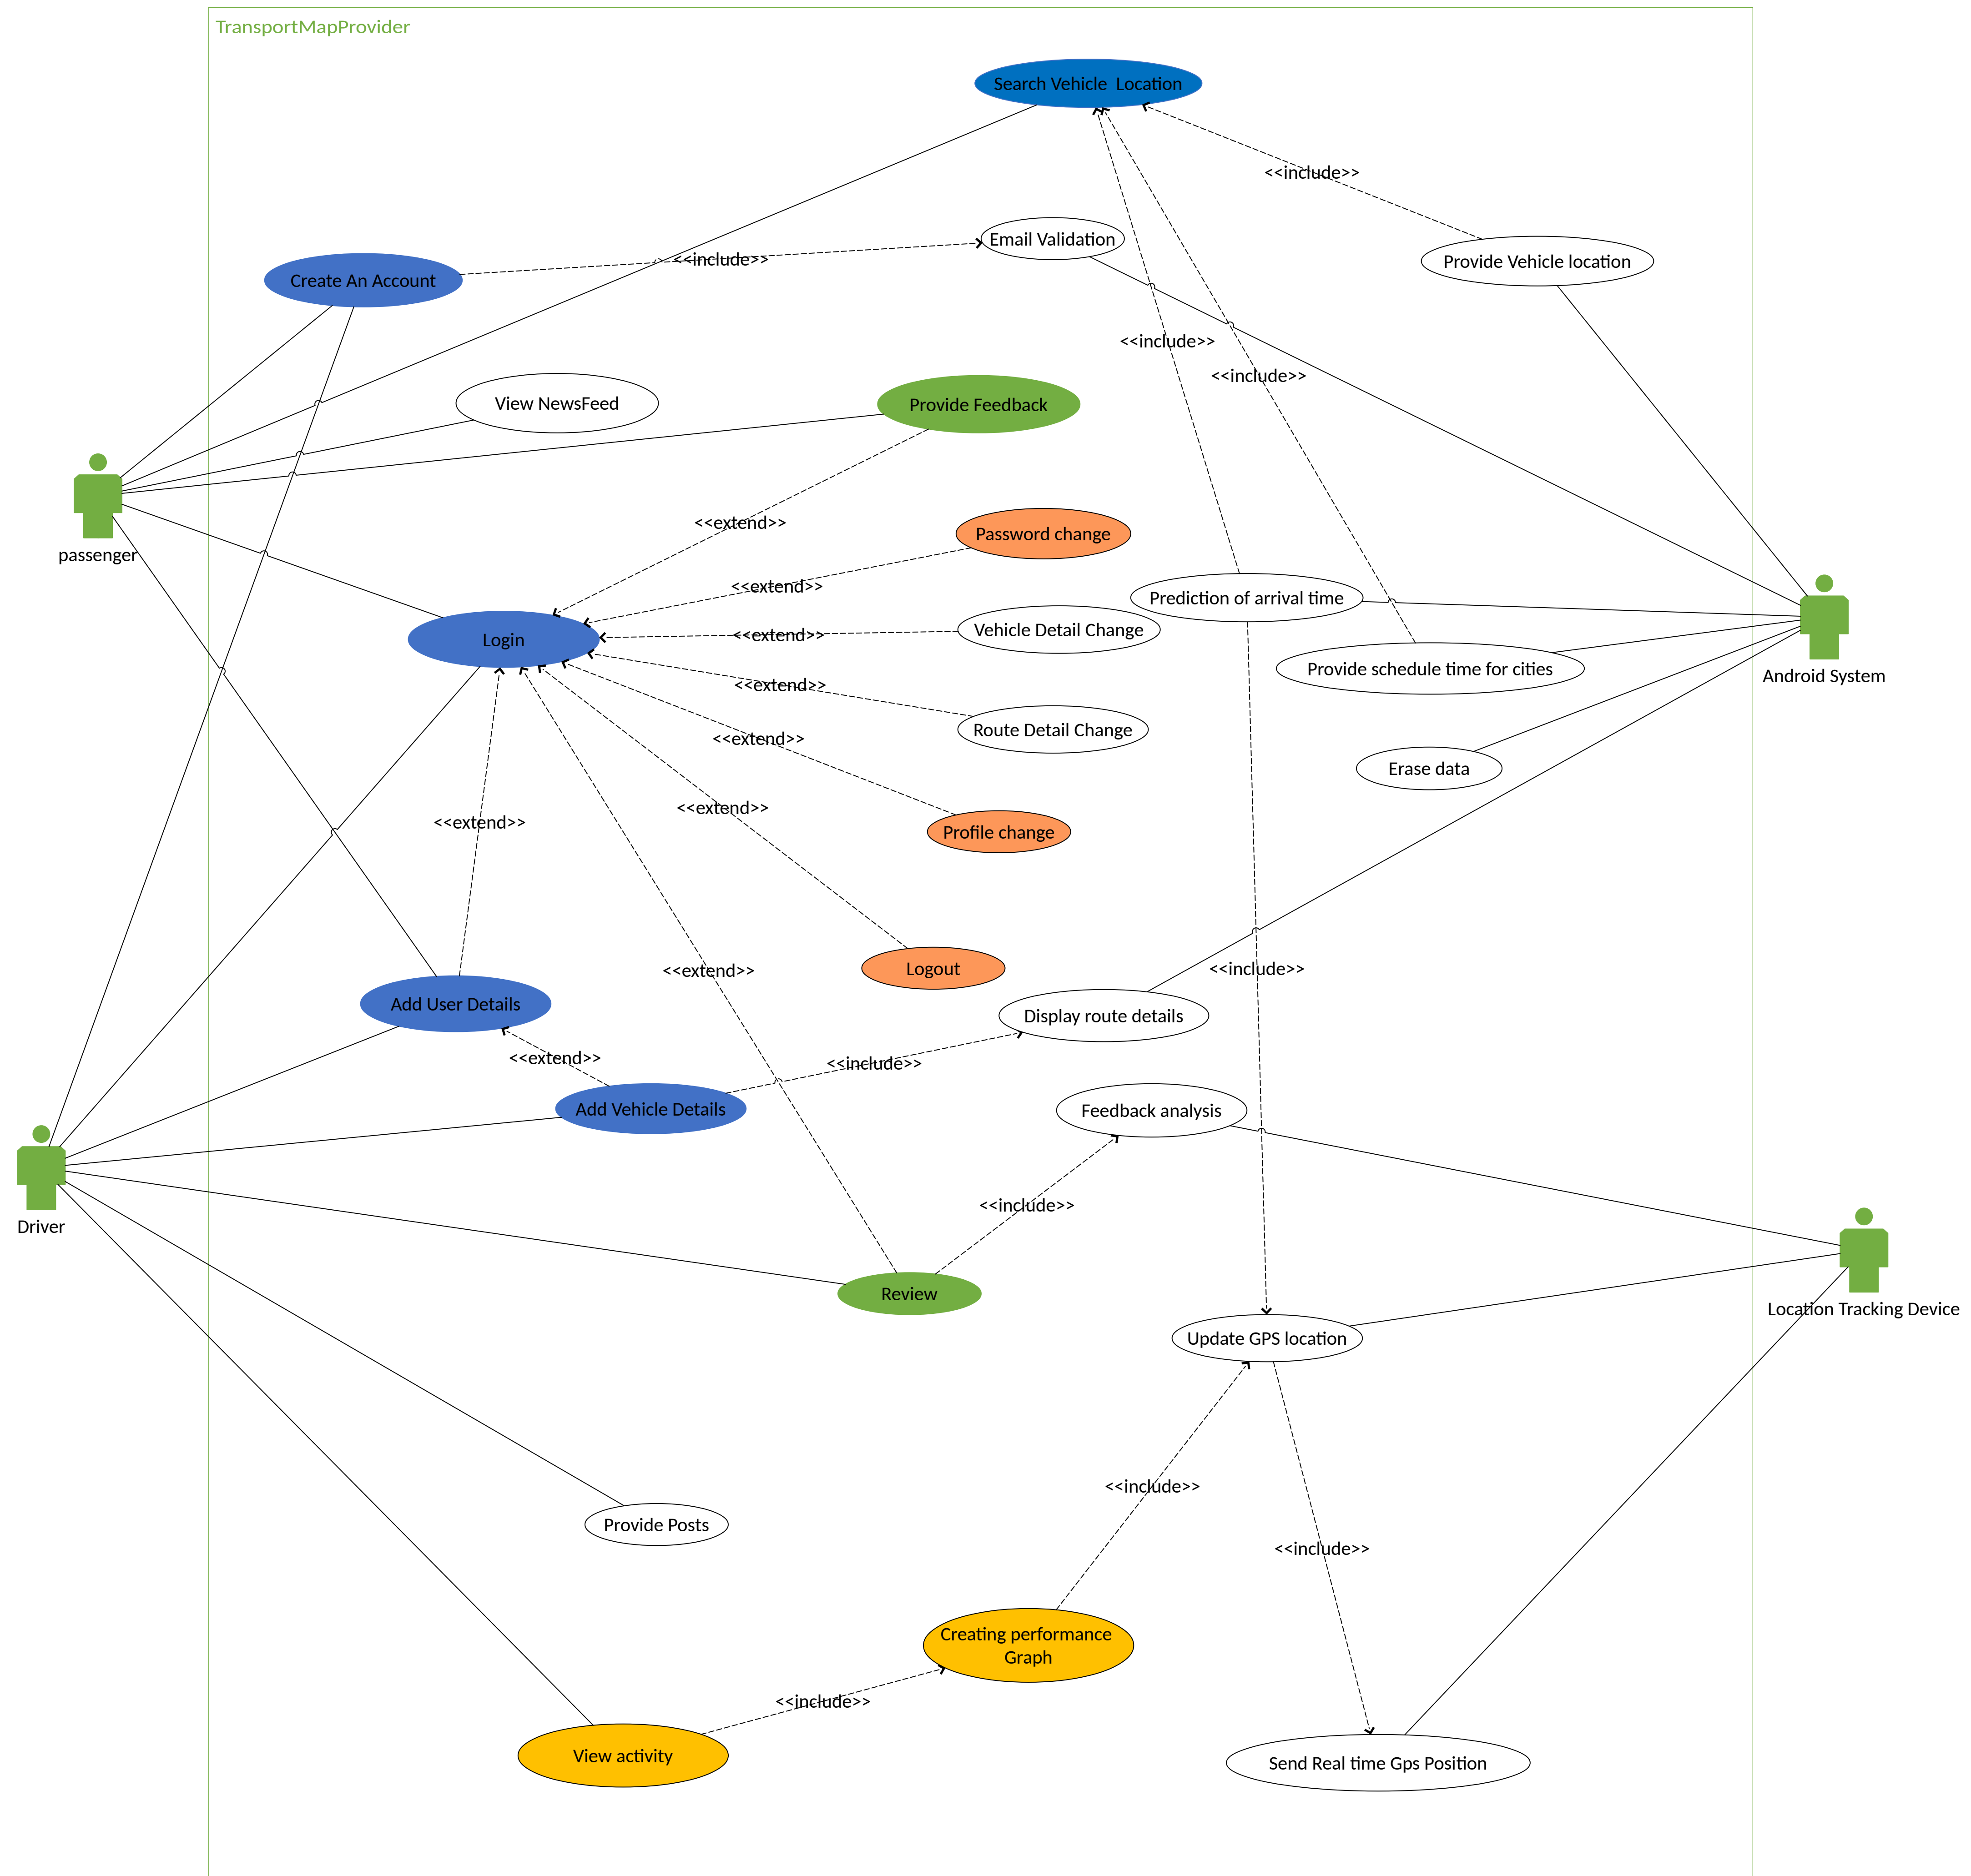 TransportMapProvider
Search Vehicle  Location
<<include>>
Email Validation
<<include>>
Create An Account
Provide Vehicle location
<<include>>
<<include>>
View NewsFeed
Provide Feedback
<<extend>>
Password change
passenger
<<extend>>
Prediction of arrival time
Login
<<extend>>
Vehicle Detail Change
Provide schedule time for cities
Android System
<<extend>>
Route Detail Change
<<extend>>
Erase data
<<extend>>
<<extend>>
Profile change
<<extend>>
Logout
<<include>>
Add User Details
Display route details
<<extend>>
<<include>>
Add Vehicle Details
Feedback analysis
<<include>>
Driver
Review
Location Tracking Device
Update GPS location
<<include>>
Provide Posts
<<include>>
Creating performance
Graph
<<include>>
View activity
Send Real time Gps Position